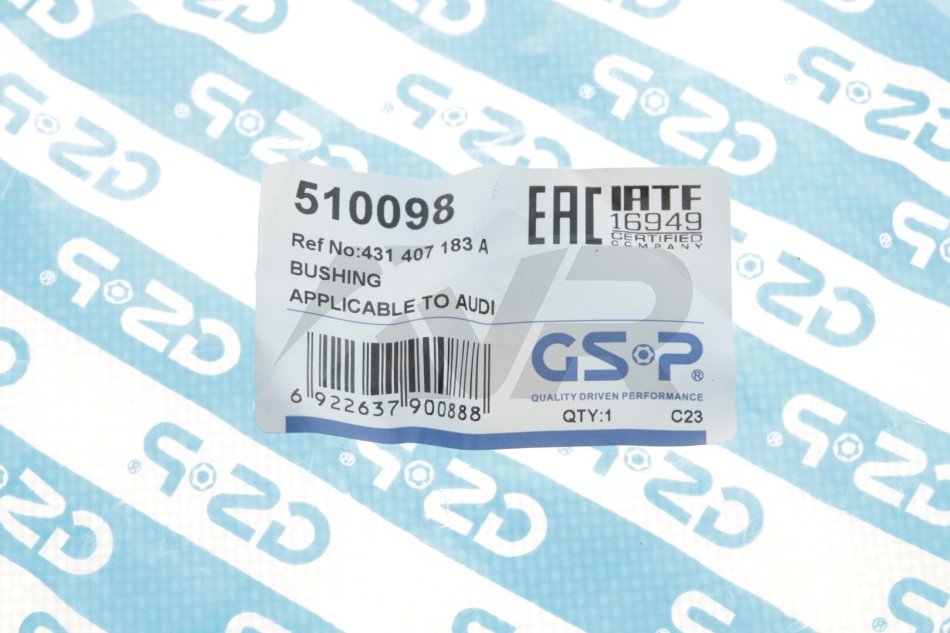 510098
Ref No:431 407 183 A
BUSHING
APPLICABLE TO AUDI
6 922637 900888
EAC
IATF
16949
CERTIFIED
COMPANY
GSP®
QUALITY DRIVEN PERFORMANCE
QTY:1 C23